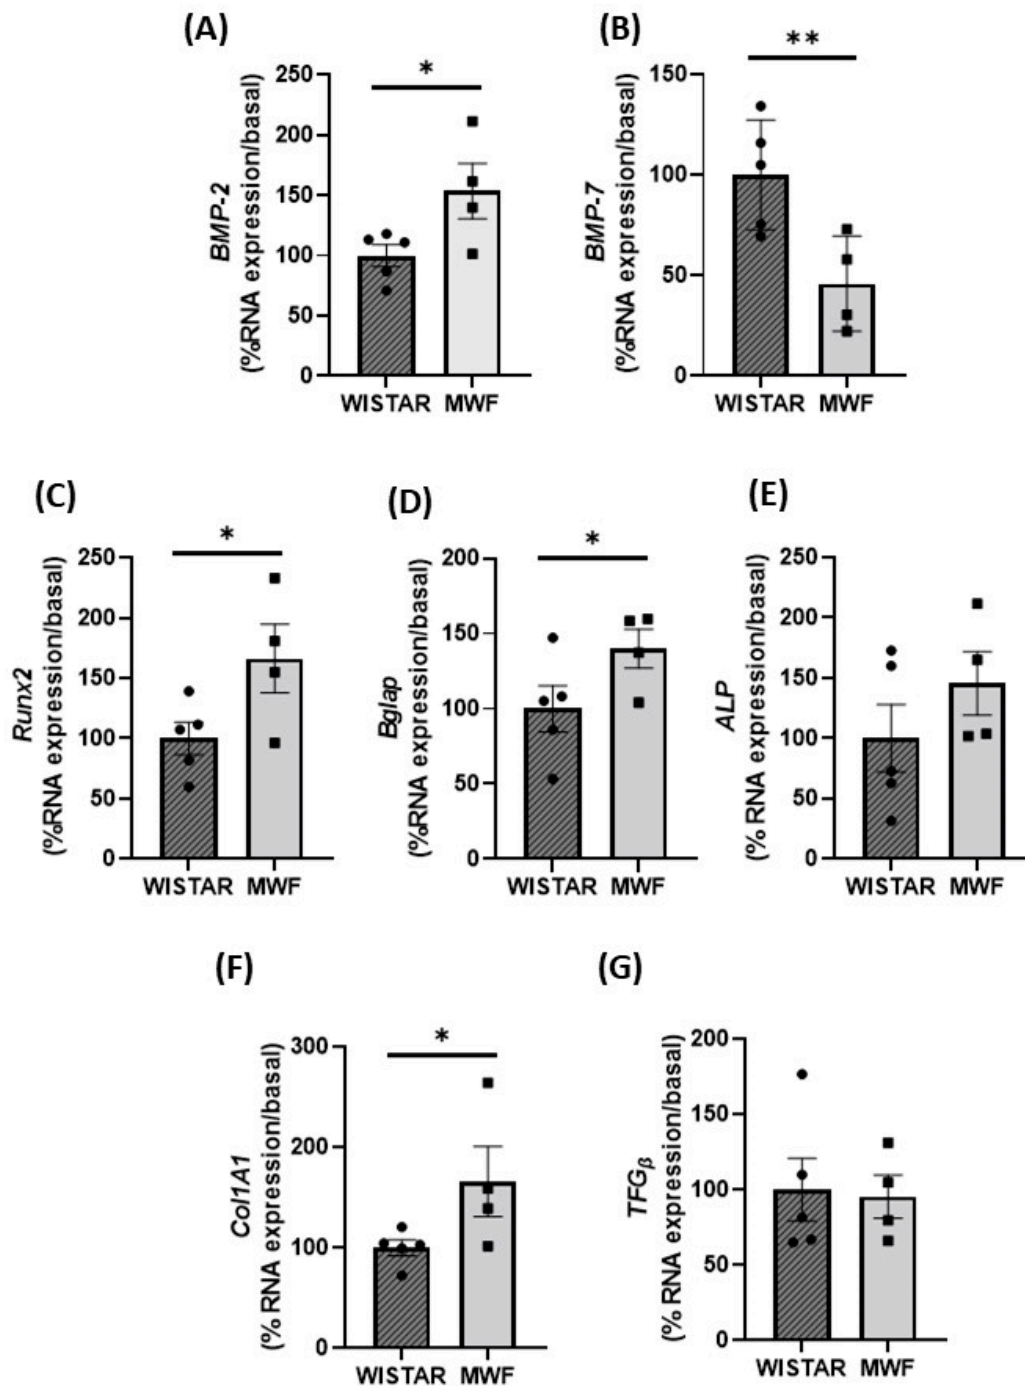 (A)
*
BMP-2
(%RNA expression/basal)
250
200
150
100
50
0
WISTAR MWF
(B)
**
BMP-7
(%RNA expression/basal)
150
100
50
0
WISTAR MWF
(C)
*
Runx2
(%RNA expression/basal)
250
200
150
100
50
0
WISTAR MWF
(D)
*
Bglap
(%RNA expression/basal)
200
150
100
50
0
WISTAR MWF
(E)
ALP
(% RNA expression/basal)
250
200
150
100
50
0
WISTAR MWF
(F)
*
Col1A1
(% RNA expression/basal)
300
200
100
0
WISTAR MWF
(G)
TFGβ
(% RNA expression/basal)
200
150
100
50
0
WISTAR MWF